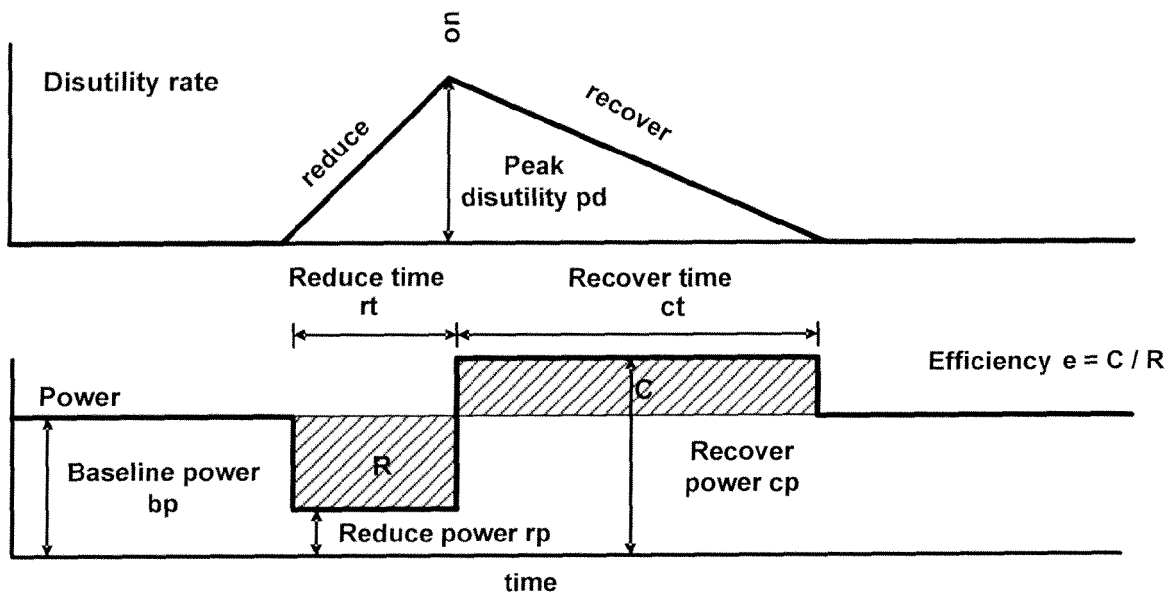 on
Disutility rate
reduce
recover
Peak
disutility pd
Reduce time
rt
Recover time
ct
Efficiency e = C / R
Power
C
Baseline power
bp
R
Recover
power cp
Reduce power rp
time